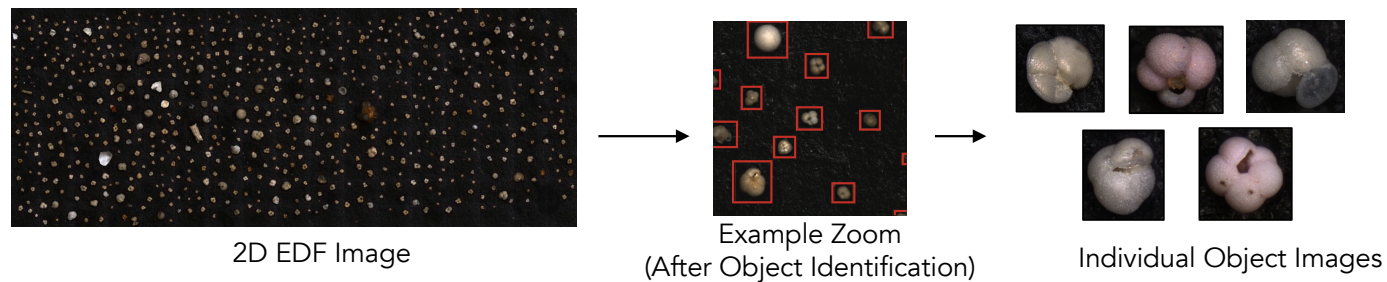 2D EDF Image
Example Zoom
(After Object Identification)
Individual Object Images